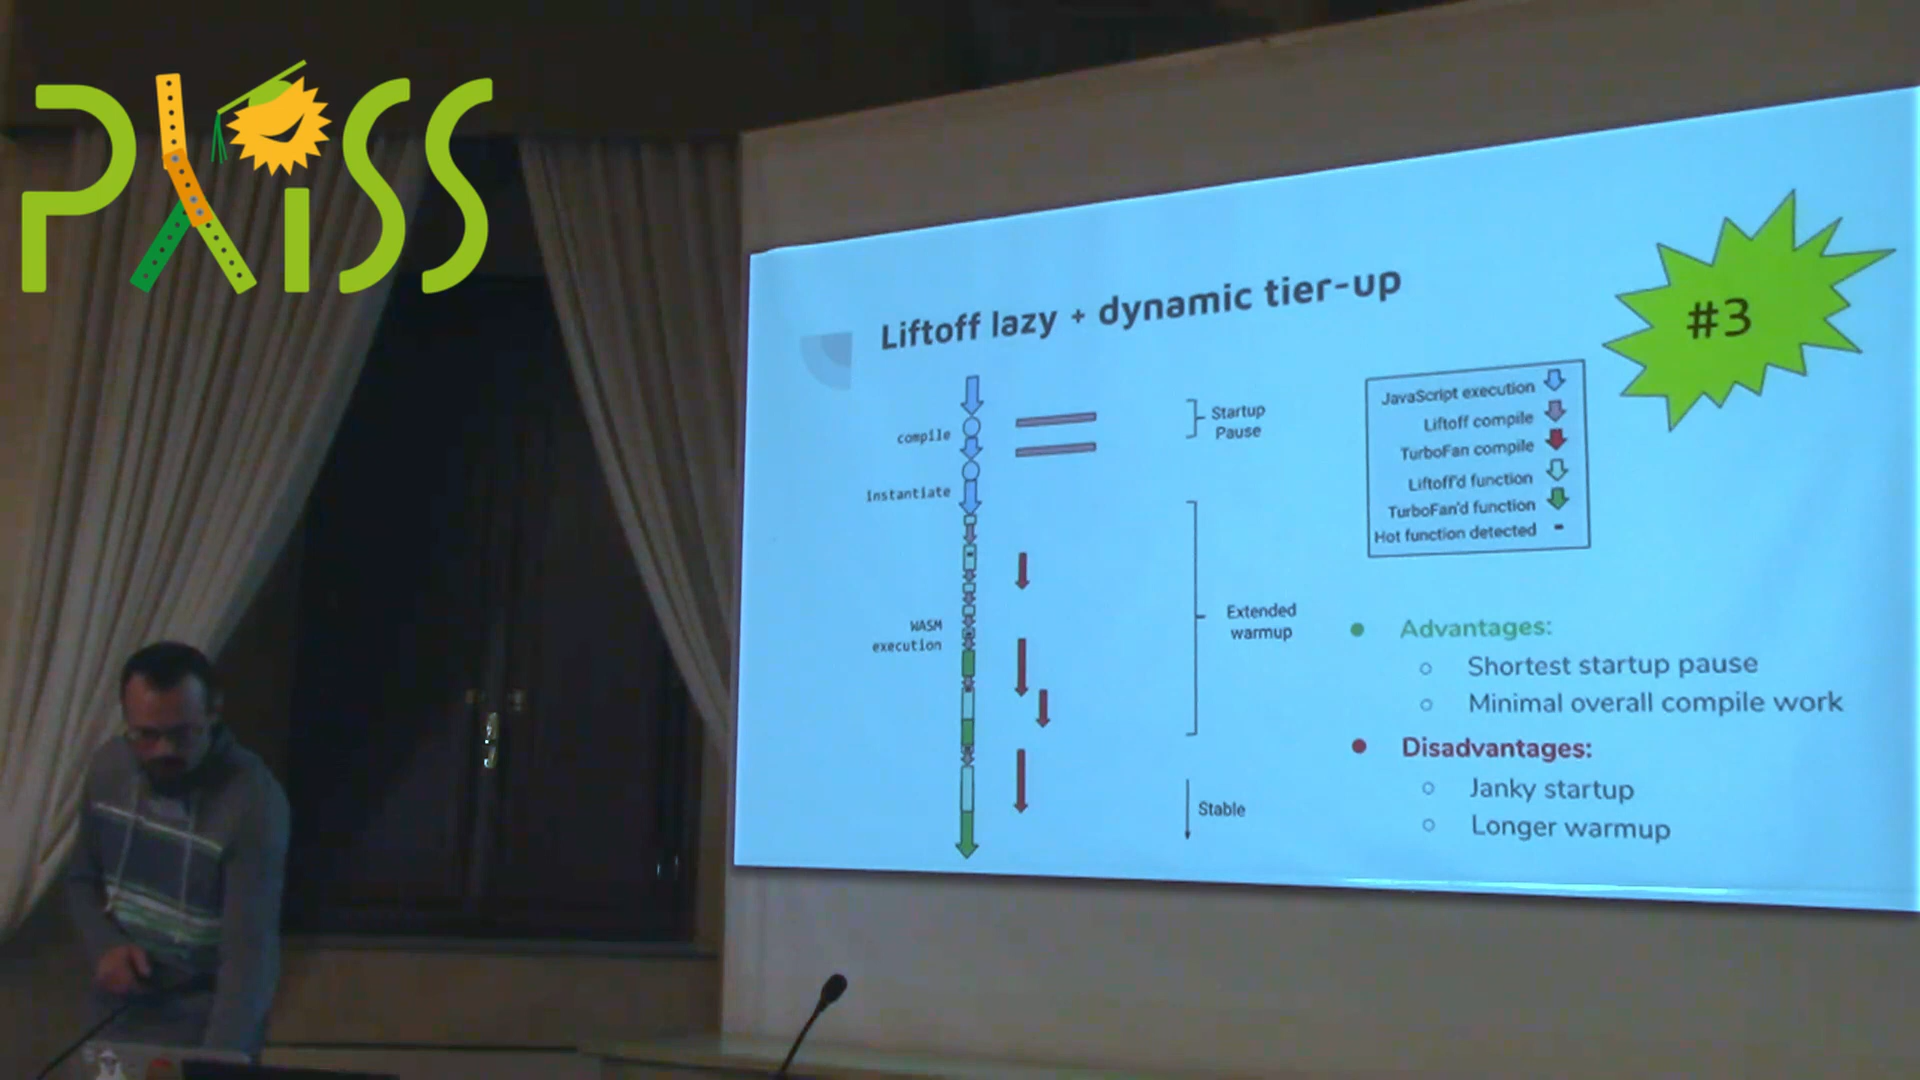 PLISS
Liftoff lazy + dynamic tier-up
#3
compile
instantiate
WASM
execution
Startup
Pause
Extended
warmup
Stable
JavaScript execution
Liftoff compile
TurboFan compile
Liftoff'd function
TurboFan'd function
Hot function detected
Advantages:
Shortest startup pause
Minimal overall compile work
Disadvantages:
Janky startup
Longer warmup